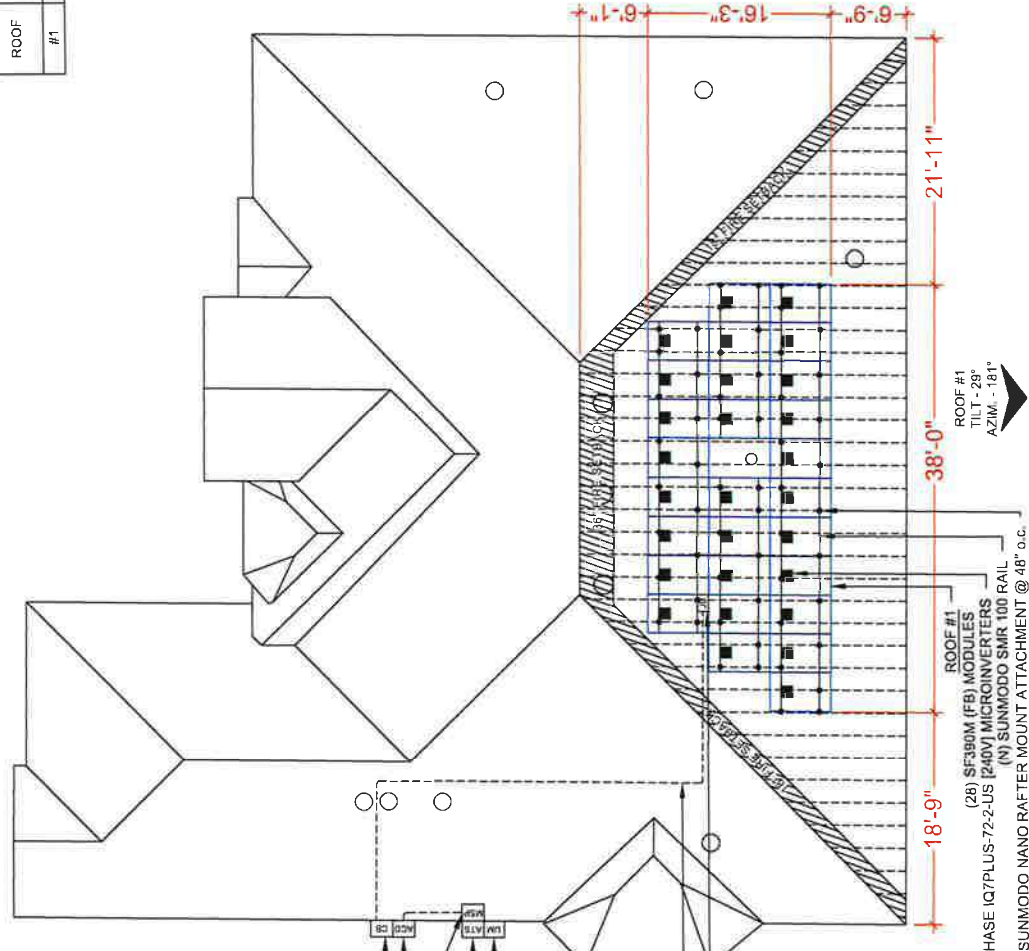 ROOF
#1
6'-1"
16'-3"
6'-9"
36" FIRE SETBACK
18" FIRE SETBACK
18" FIRE SETBACK
CB
ACD
MSP
ATS
UM
JB
21'-11"
38'-0"
18'-9"
ROOF #1
TILT - 29°
AZIM. - 181°
ROOF #1
(28) SF390M (FB) MODULES
HASE IQ7PLUS-72-2-US [240V] MICROINVERTERS
(N) SUNMODO SMR 100 RAIL
SUNMODO NANO RAFTER MOUNT ATTACHMENT @ 48" o.c.